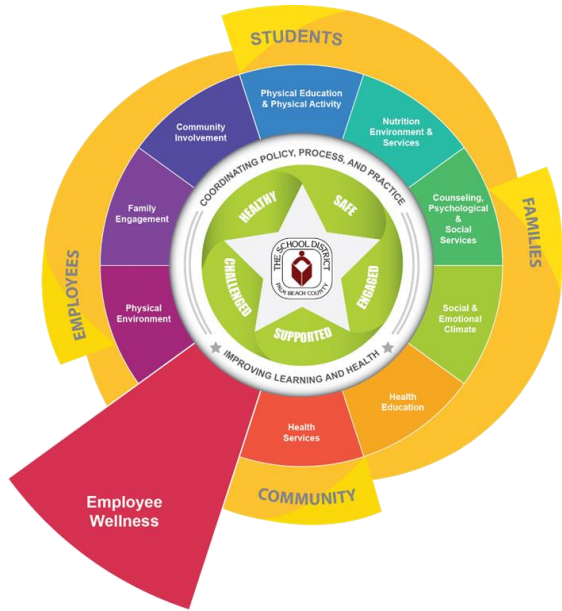 STUDENTS
Physical Education
& Physical Activity
Nutrition
Environment &
Services
Counseling,
Psychological
&
Social
Services
FAMILIES
Social &
Emotional
Climate
Health
Education
Health
Services
COMMUNITY
Employee
Wellness
Physical
Environment
EMPLOYEES
Family
Engagement
Community
Involvement
COORDINATING POLICY, PROCESS, AND PRACTICE
IMPROVING LEARNING AND HEALTH
HEALTHY
SAFE
ENGAGED
SUPPORTED
CHALLENGED
THE SCHOOL DISTRICT
PALM BEACH COUNTY